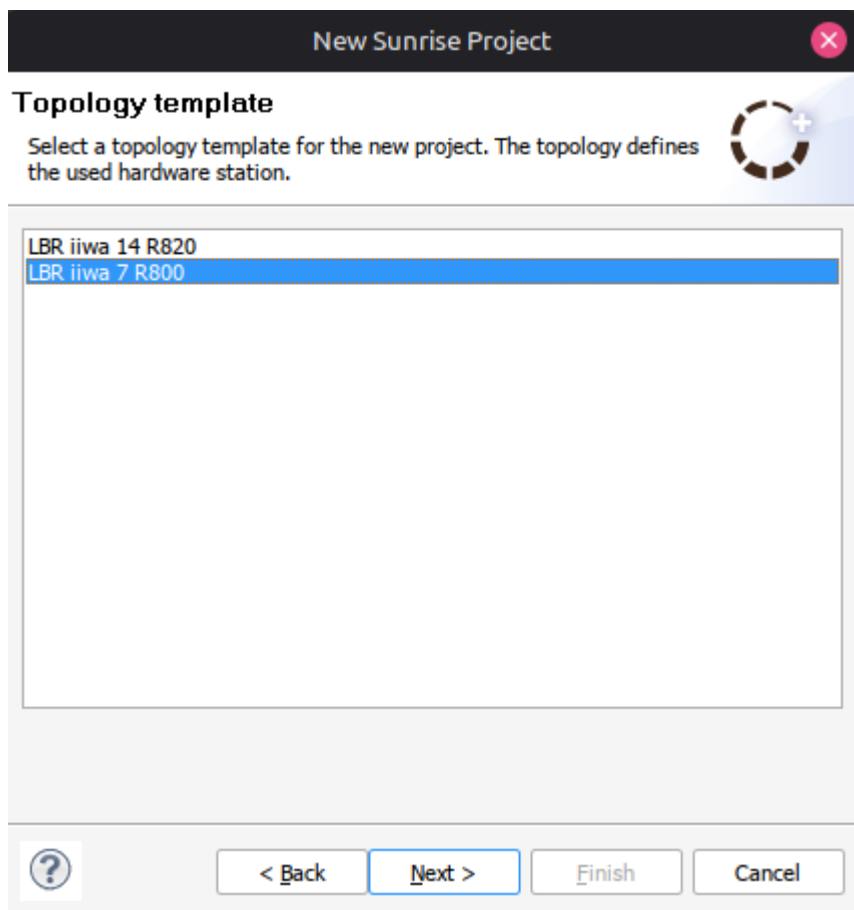 New Sunrise Project
Topology template
Select a topology template for the new project. The topology defines
the used hardware station.
LBR iiwa 14 R820
LBR iiwa 7 R800
?
< Back
Next >
Finish
Cancel